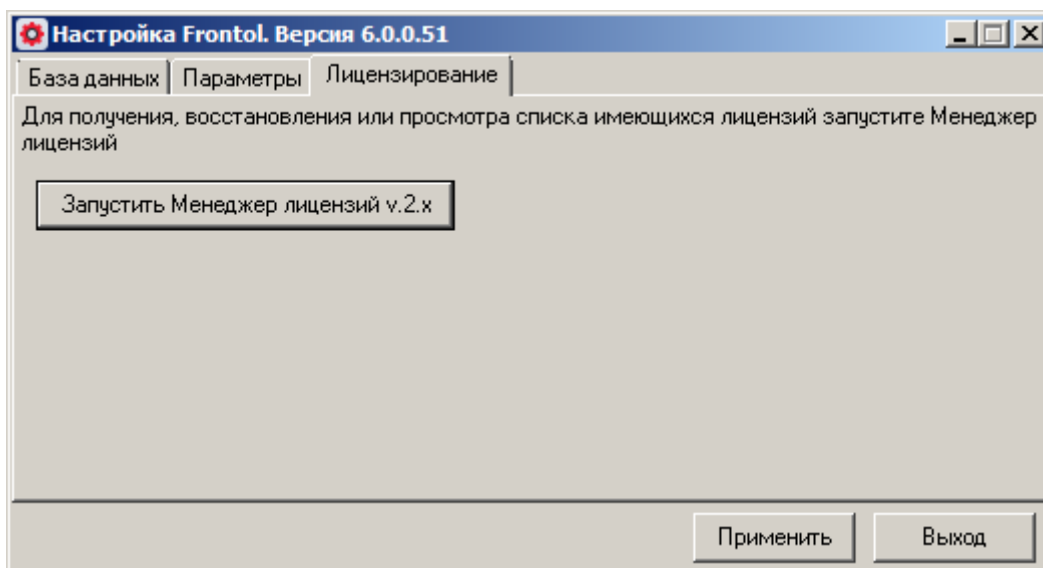 Настройка Frontol. Версия 6.0.0.51
База данных Параметры Лицензирование
Для получения, восстановления или просмотра списка имеющихся лицензий запустите Менеджер
лицензий
Запустить Менеджер лицензий v.2.x
Применить Выход